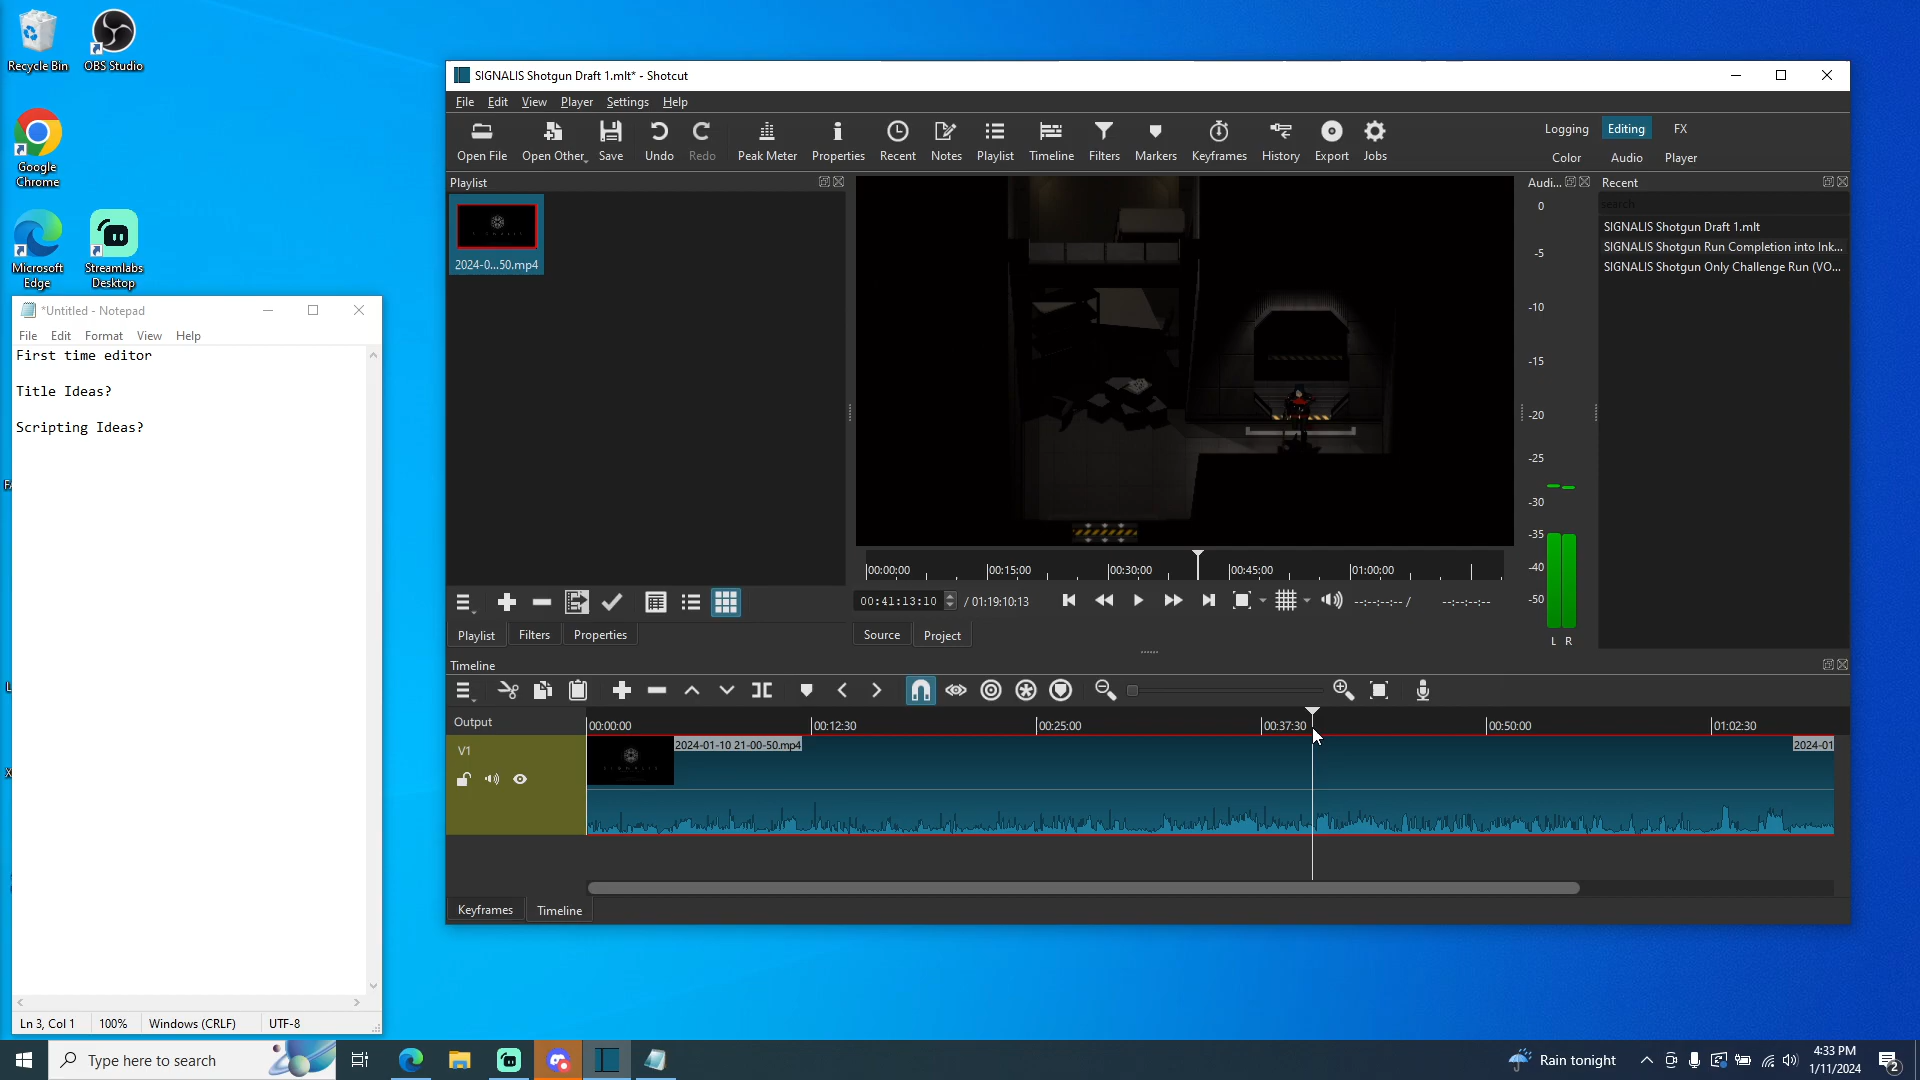 Recycle Bin
OBS Studio
Google
Chrome
Microsoft
Edge
Streamlabs
Desktop
*Untitled - Notepad
File Edit Format View Help
First time editor
Title Ideas?
Scripting Ideas?
Ln 3, Col 1 100% Windows (CRLF) UTF-8
SIGNALIS Shotgun Draft 1.mlt* - Shotcut
File Edit View Player Settings Help
Open File Open Other Save Undo Redo Peak Meter Properties Recent Notes Playlist Timeline Filters Markers Keyframes History Export Jobs
Logging Editing FX
Color Audio Player
Playlist
2024-0...50.mp4
Playlist Filters Properties
00:00:00 00:15:00 00:30:00 00:45:00 01:00:00
00:41:13:10 / 01:19:10:13
--:--:--:-- / --:--:--:--
Source Project
Audi...
0
-5
-10
-15
-20
-25
-30
-35
-40
-50
L R
Recent
search
SIGNALIS Shotgun Draft 1.mlt
SIGNALIS Shotgun Run Completion into Ink...
SIGNALIS Shotgun Only Challenge Run (VO...
Timeline
Output
00:00:00 00:12:30 00:25:00 00:37:30 00:50:00 01:02:30
V1
2024-01-10 21-00-50.mp4
2024-01
Keyframes Timeline
Type here to search
Rain tonight
4:33 PM
1/11/2024
2